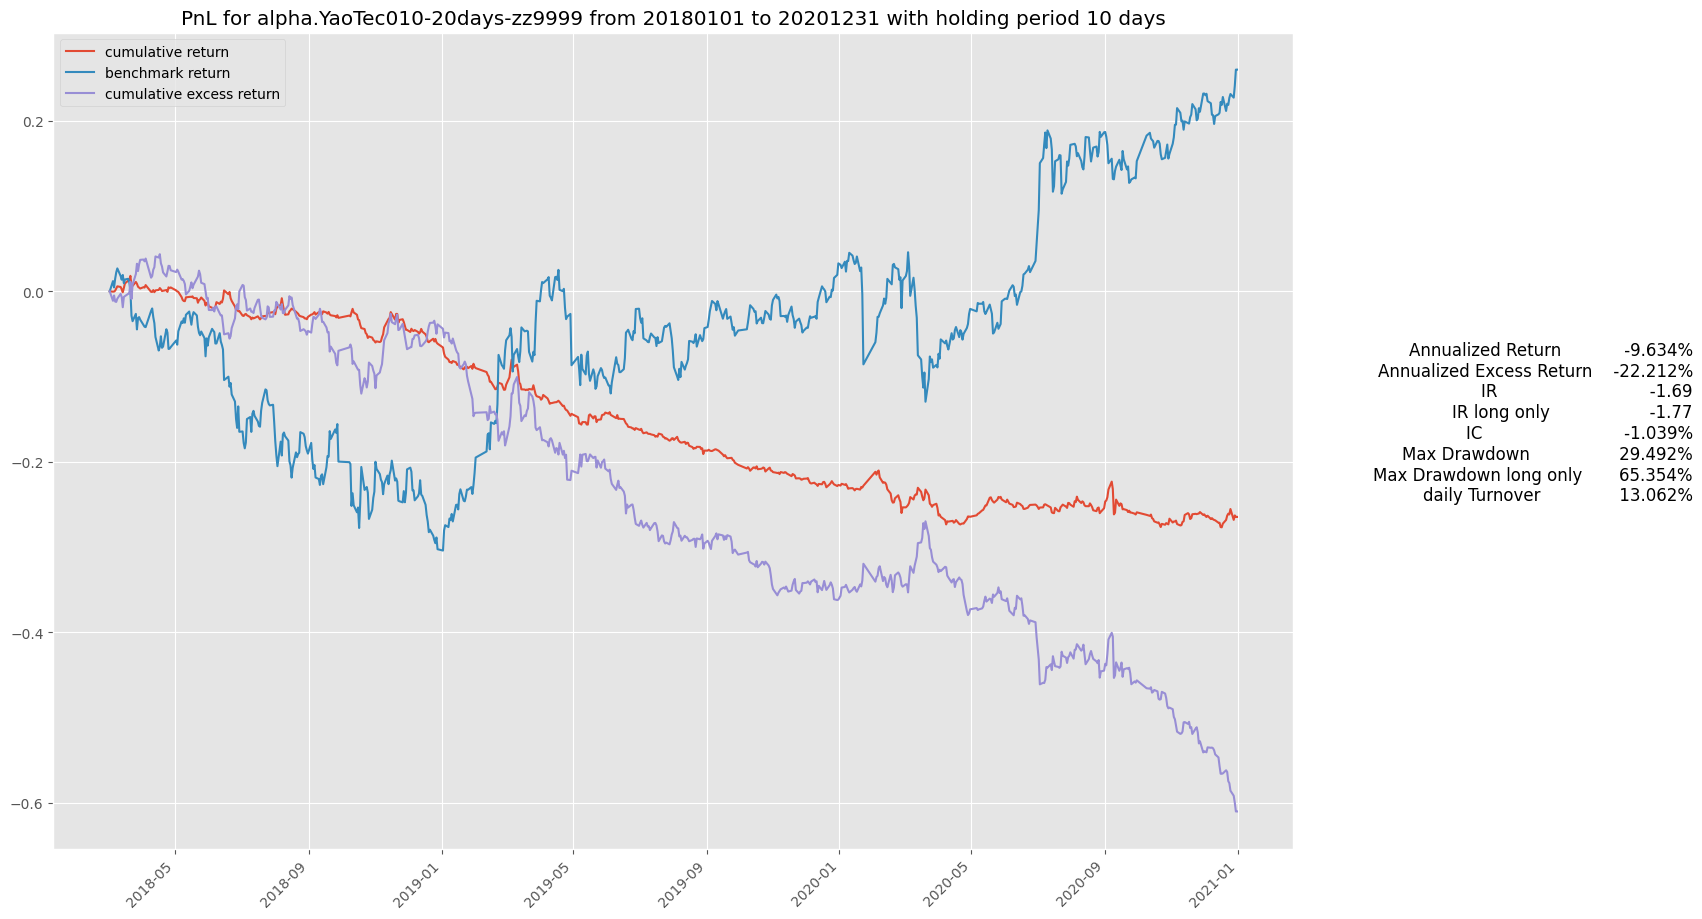 PnL for alpha.YaoTec010-20days-zz9999 from 20180101 to 20201231 with holding period 10 days
cumulative return
benchmark return
cumulative excess return
0.2
0.0
−0.2
−0.4
−0.6
2018-05
2018-09
2019-01
2019-05
2019-09
2020-01
2020-05
2020-09
2021-01
Annualized Return -9.634%
Annualized Excess Return -22.212%
IR -1.69
IR long only -1.77
IC -1.039%
Max Drawdown 29.492%
Max Drawdown long only 65.354%
daily Turnover 13.062%